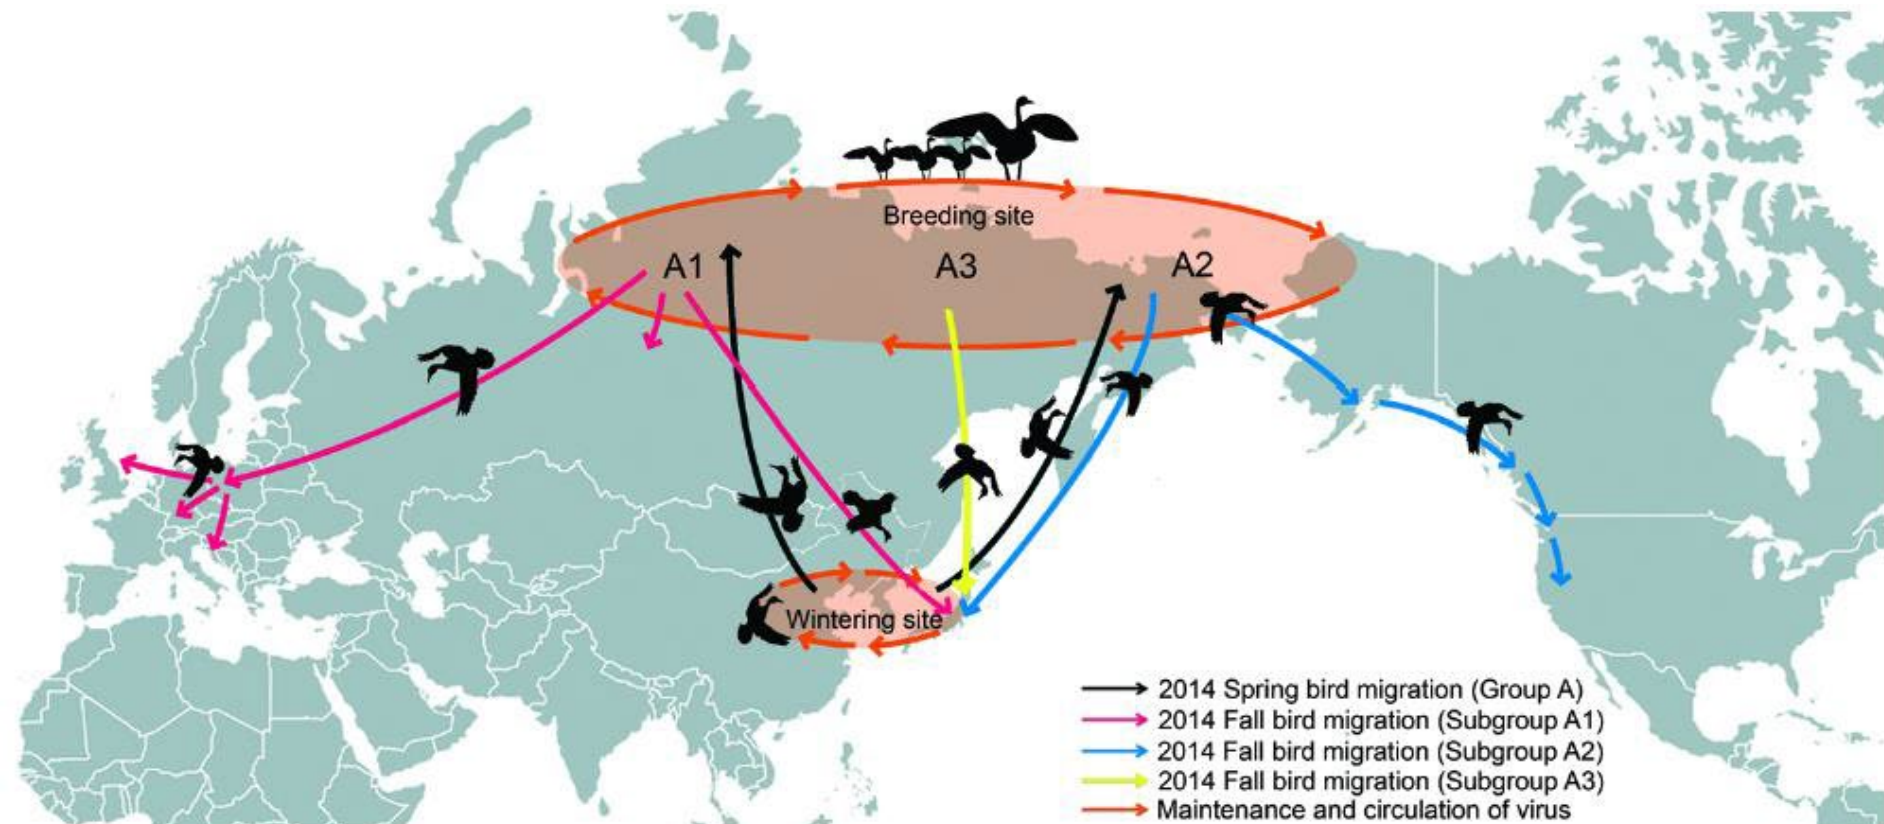 Breeding site
A1
A3
A2
Wintering site
2014 Spring bird migration (Group A)
2014 Fall bird migration (Subgroup A1)
2014 Fall bird migration (Subgroup A2)
2014 Fall bird migration (Subgroup A3)
Maintenance and circulation of virus